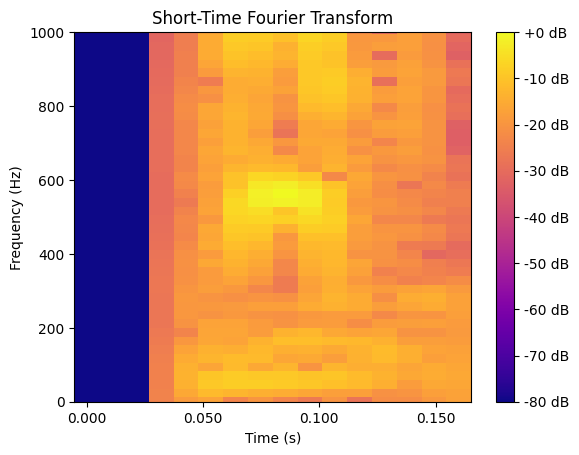 Short-Time Fourier Transform
1000
800
600
400
200
0
Frequency (Hz)
0.000
0.050
0.100
0.150
Time (s)
+0 dB
-10 dB
-20 dB
-30 dB
-40 dB
-50 dB
-60 dB
-70 dB
-80 dB